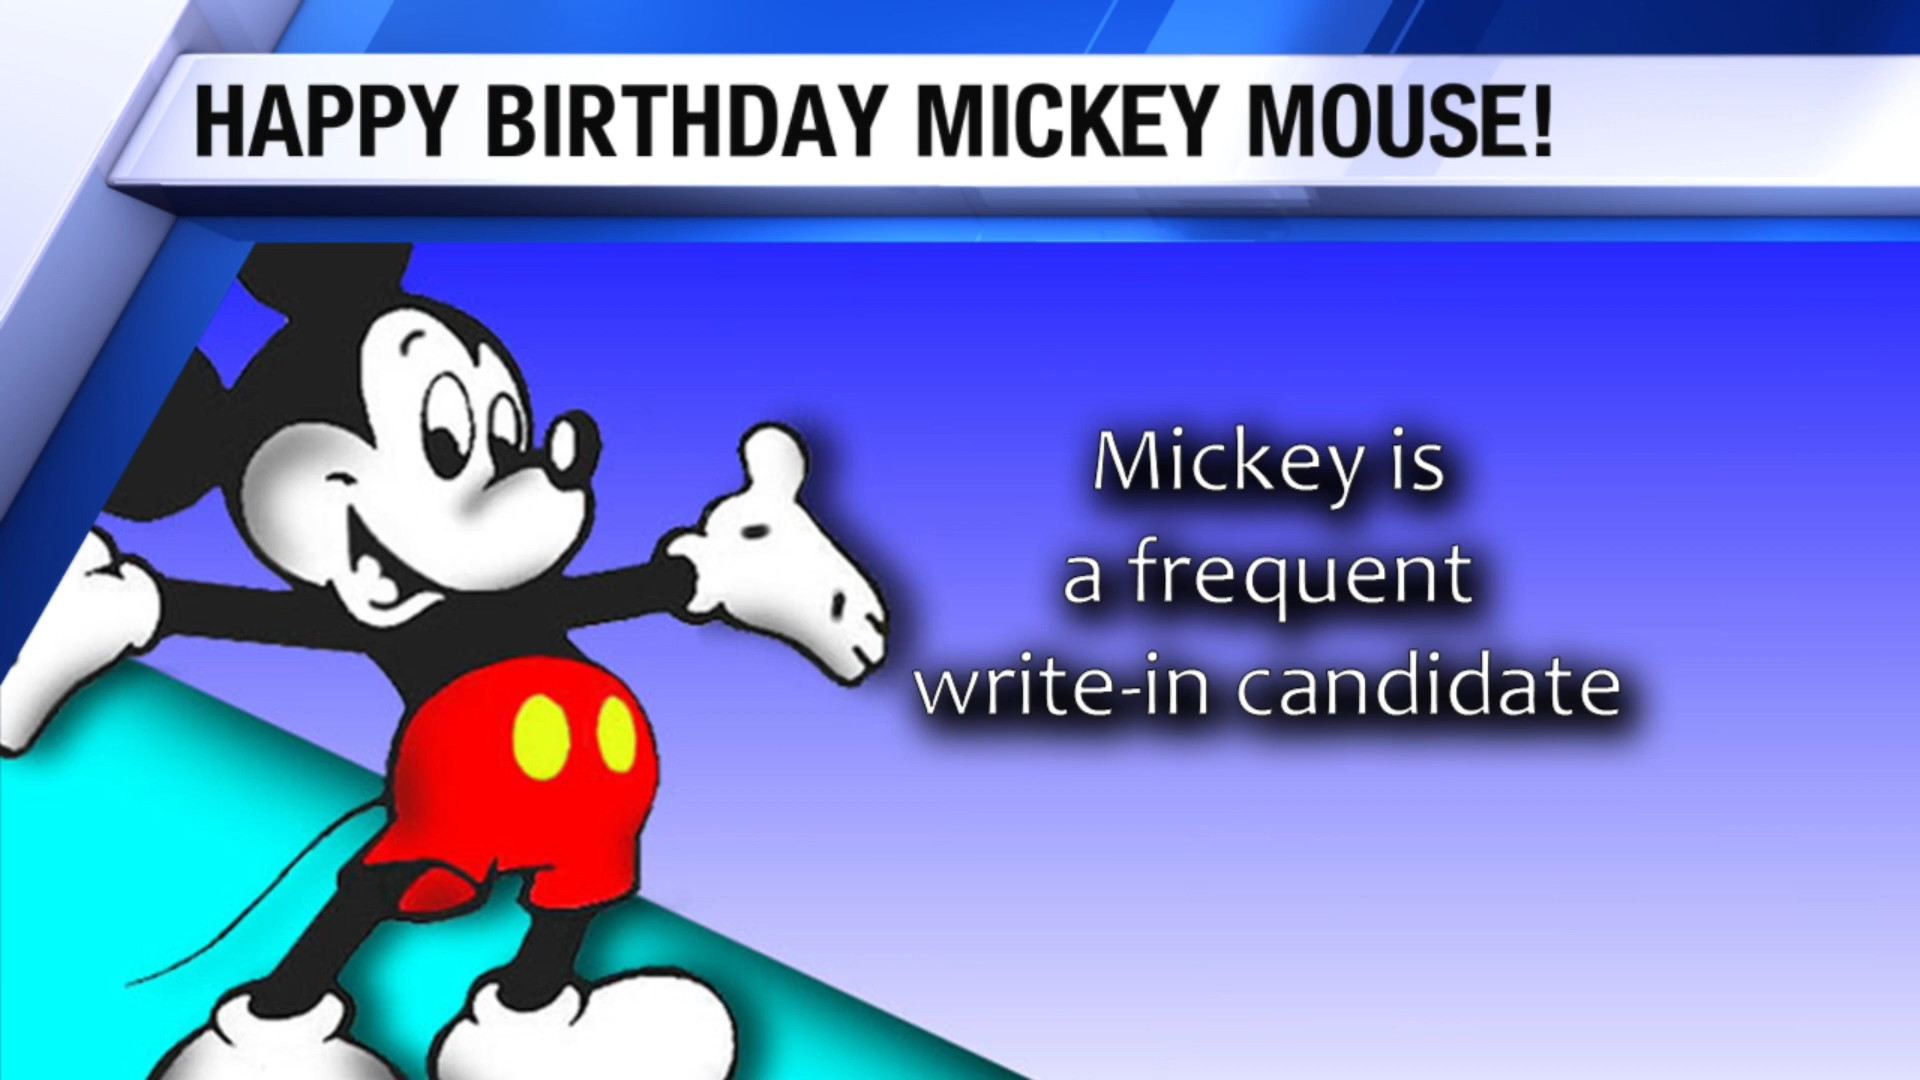 HAPPY BIRTHDAY MICKEY MOUSE!
Mickey is
a frequent
write-in candidate